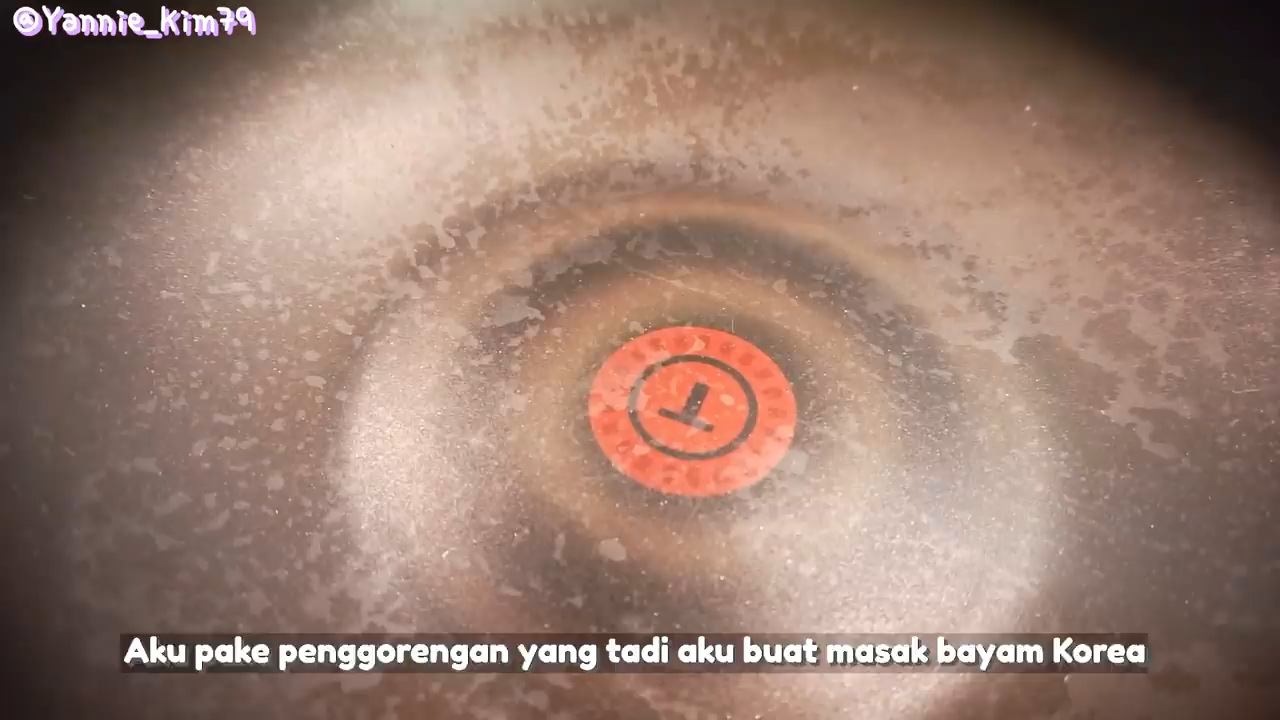 @Yannie_Kim79
T
Aku pake penggorengan yang tadi aku buat masak bayam Korea